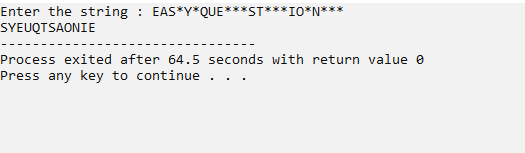 Enter the string : EAS*Y*QUE***ST***IO*N***
SYEUQTSAONIE
--------------------------------
Process exited after 64.5 seconds with return value 0
Press any key to continue . . .